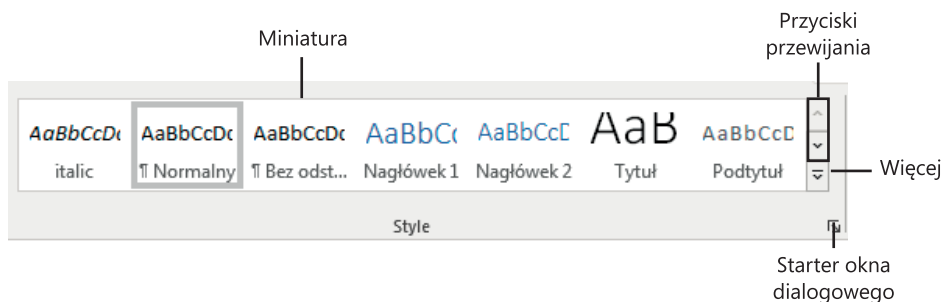 Przyciski
przewijania
Miniatura
AaBbCcDc AaBbCcDc AaBbCcDc AaBbCc AaBbCcD AaB AaBbCcD
italic ¶ Normalny ¶ Bez odst... Nagłówek 1 Nagłówek 2 Tytuł Podtytuł
Więcej
Style
Starter okna
dialogowego